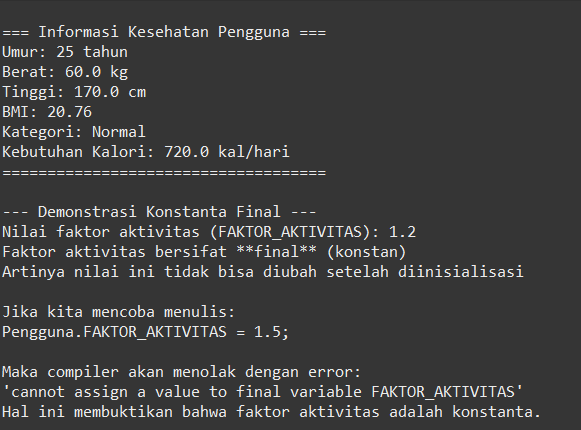 === Informasi Kesehatan Pengguna ===
Umur: 25 tahun
Berat: 60.0 kg
Tinggi: 170.0 cm
BMI: 20.76
Kategori: Normal
Kebutuhan Kalori: 720.0 kal/hari
====================================
--- Demonstrasi Konstanta Final ---
Nilai faktor aktivitas (FAKTOR_AKTIVITAS): 1.2
Faktor aktivitas bersifat **final** (konstan)
Artinya nilai ini tidak bisa diubah setelah diinisialisasi
Jika kita mencoba menulis:
Pengguna.FAKTOR_AKTIVITAS = 1.5;
Maka compiler akan menolak dengan error:
'cannot assign a value to final variable FAKTOR_AKTIVITAS'
Hal ini membuktikan bahwa faktor aktivitas adalah konstanta.